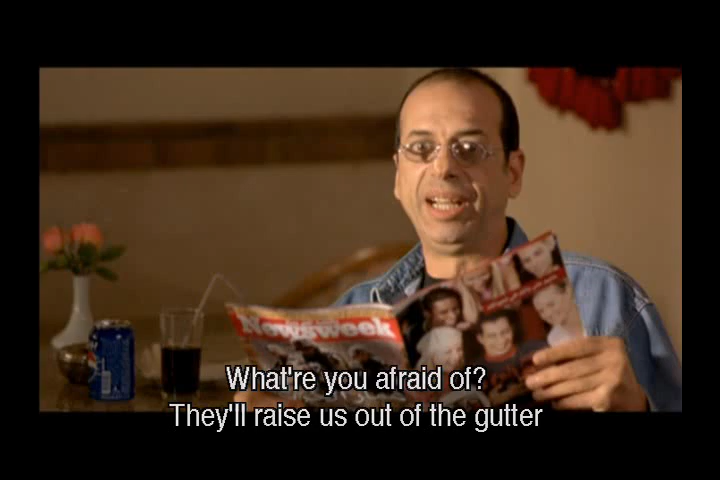 Newsweek
What're you afraid of?
They'll raise us out of the gutter